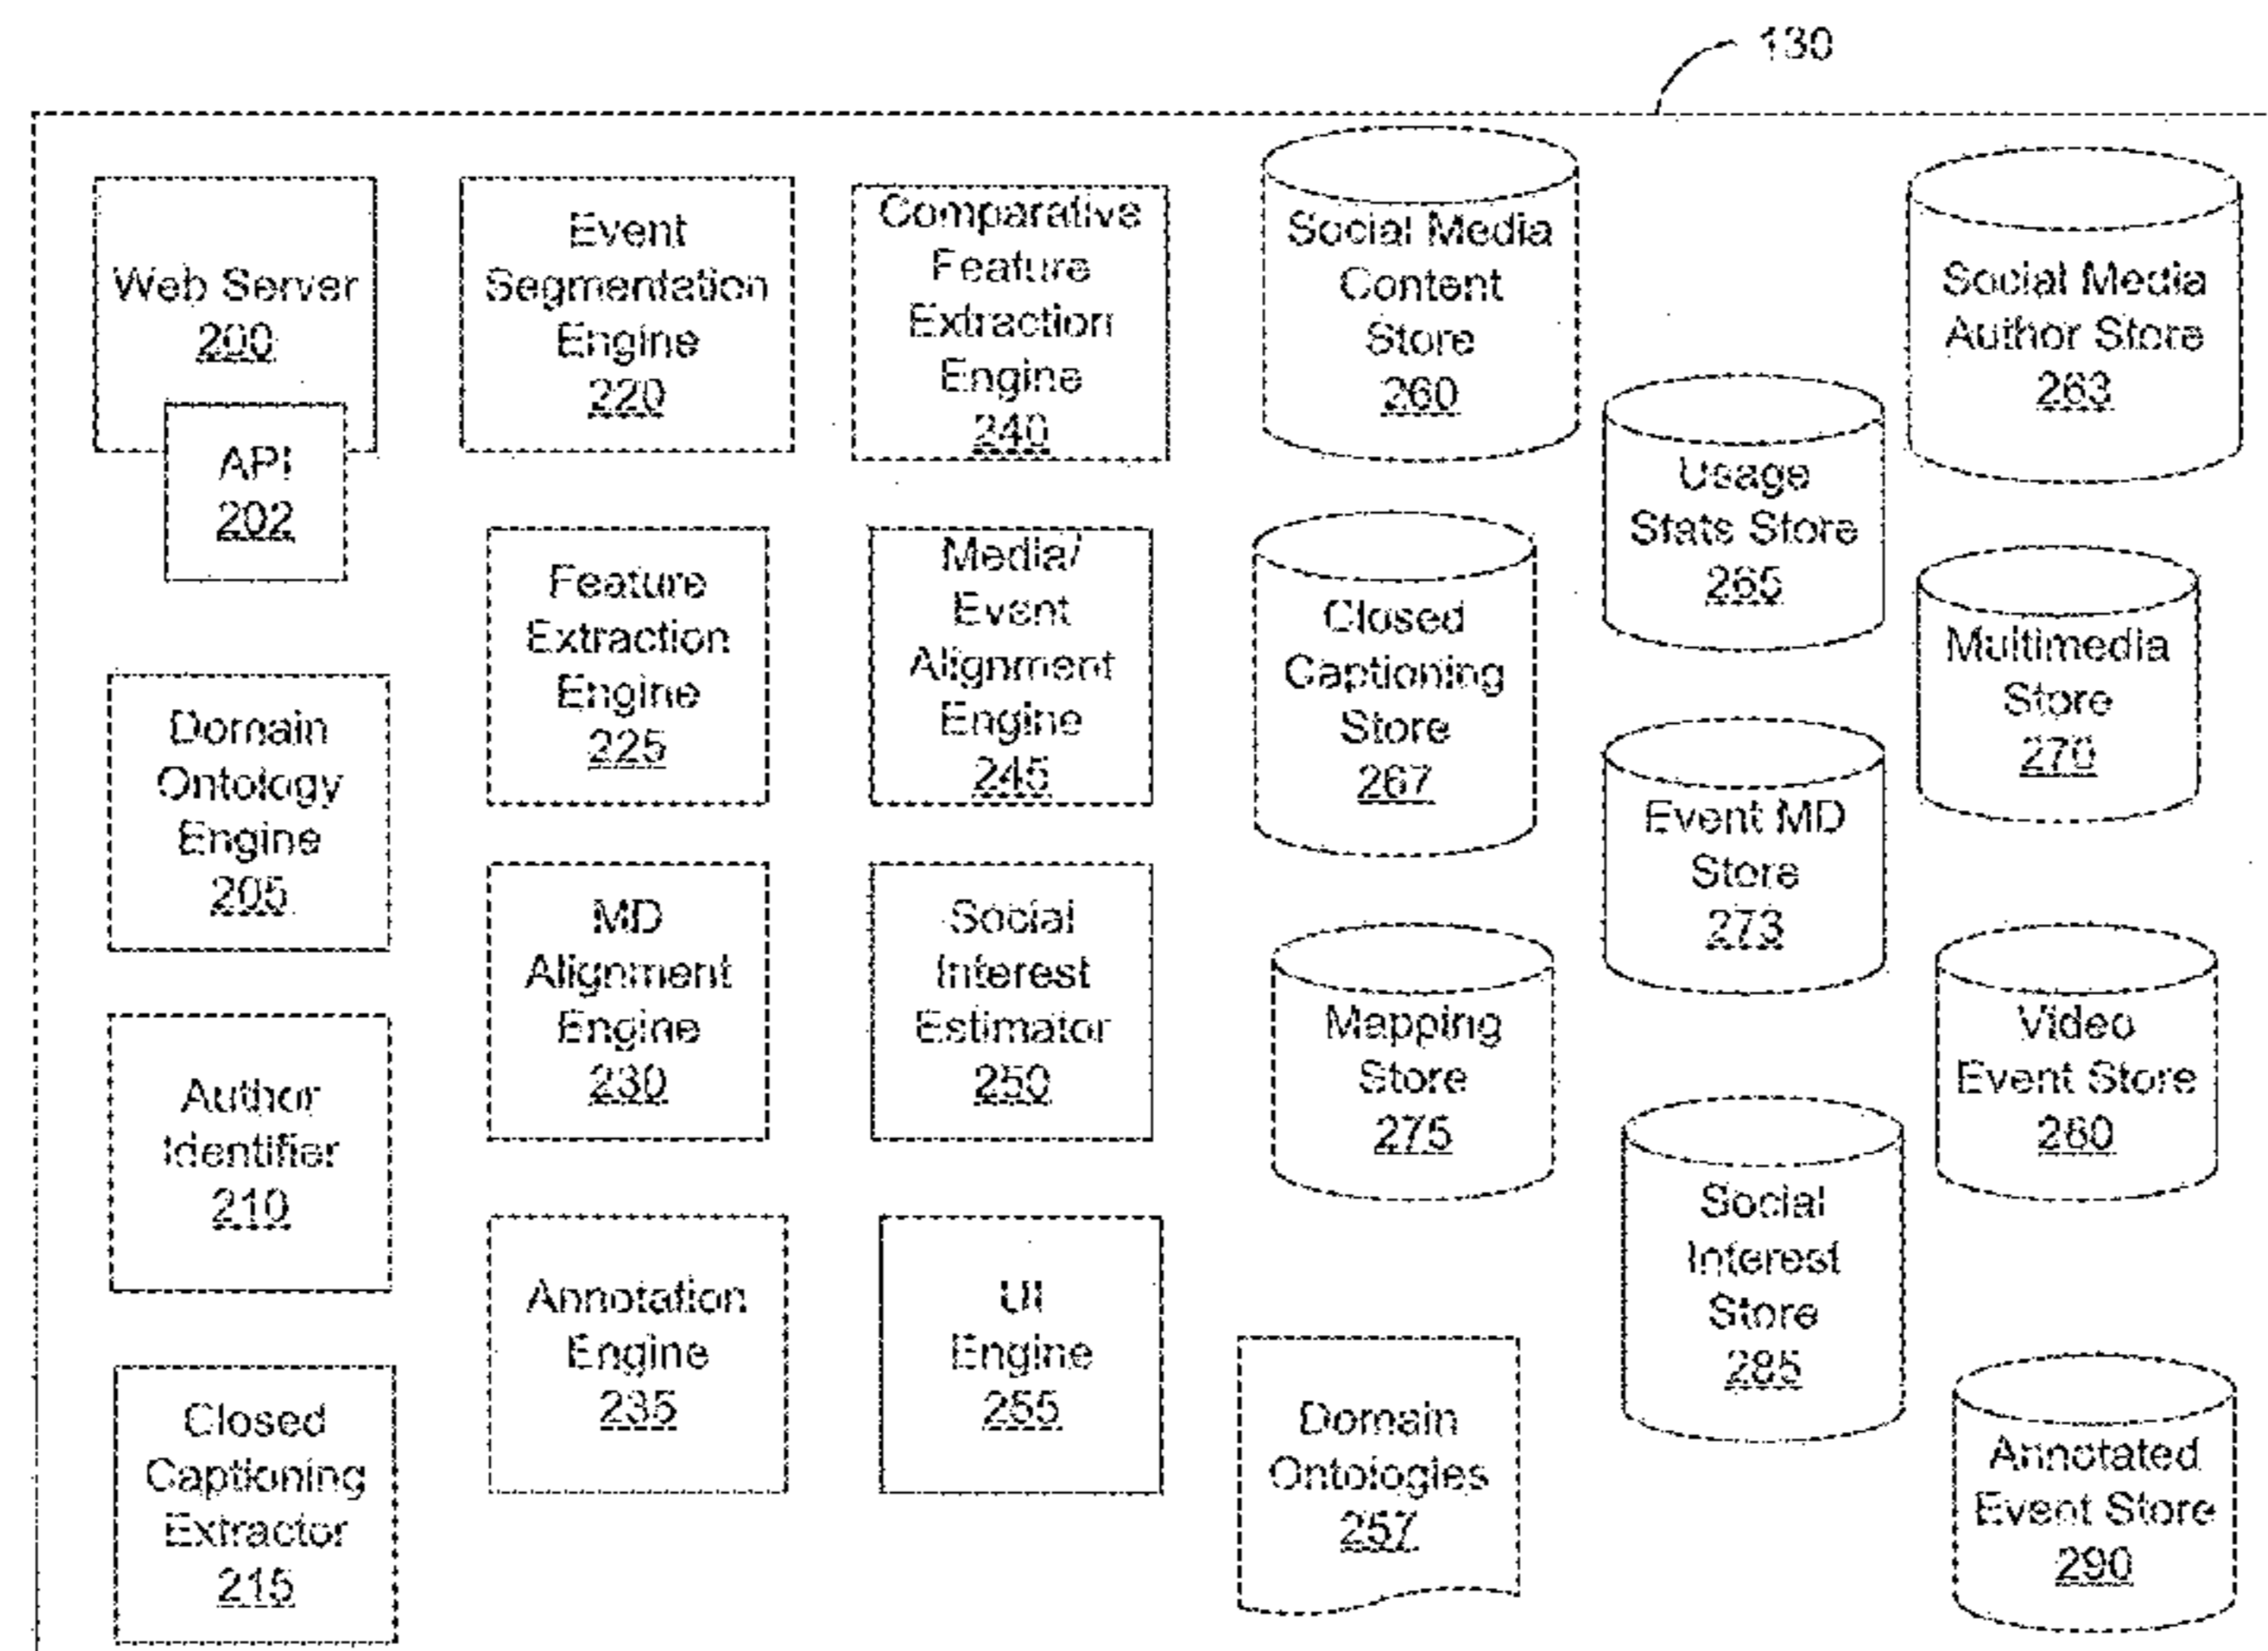 130
Web Server
200
API
202
Domain
Ontology
Engine
205
Author
Identifier
210
Closed
Captioning
Extractor
215
Event
Segmentation
Engine
220
Feature
Extraction
Engine
225
MD
Alignment
Engine
230
Annotation
Engine
235
Comparative
Feature
Extraction
Engine
240
Media/
Event
Alignment
Engine
245
Social
Interest
Estimator
250
UI
Engine
255
Social Media
Content
Store
260
Closed
Captioning
Store
267
Mapping
Store
275
Domain
Ontologies
257
Usage
Stats Store
265
Event MD
Store
273
Social
Interest
Store
285
Social Media
Author Store
263
Multimedia
Store
270
Video
Event Store
280
Annotated
Event Store
290